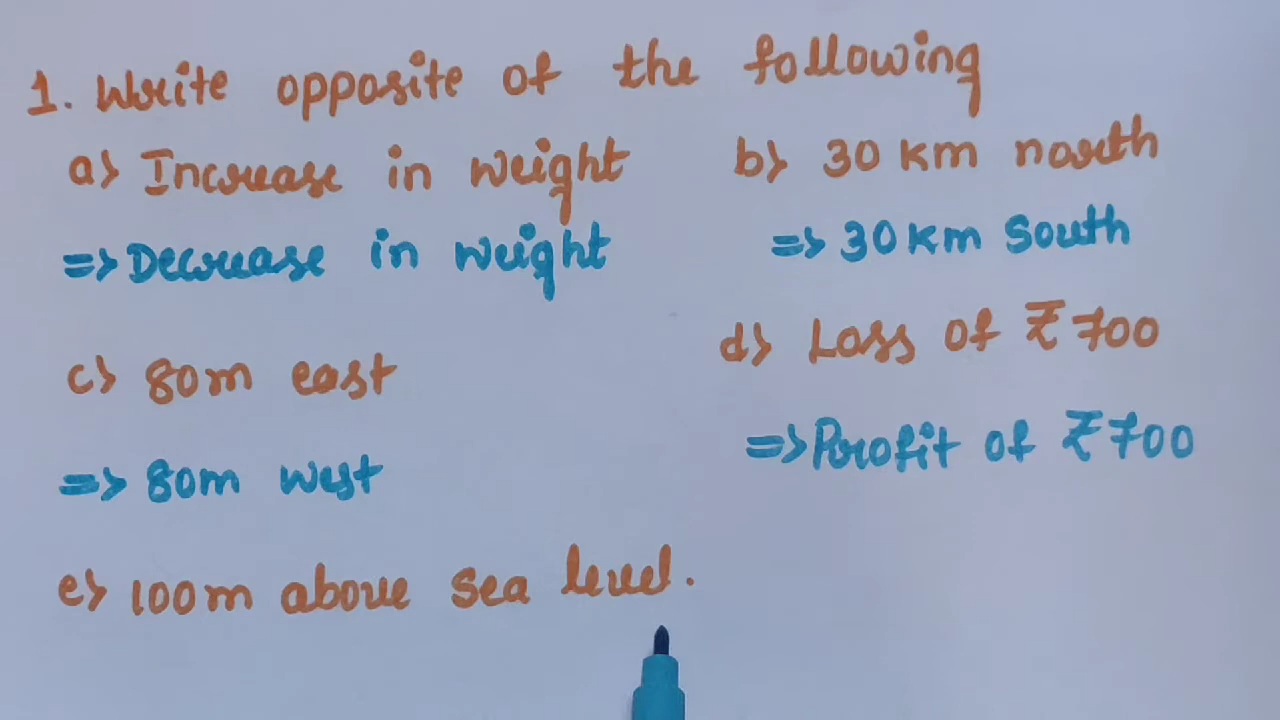 1. Write opposite of the following
a) Increase in weight
b) 30 km north
=> Decrease in weight
=> 30 km South
c) 80m east
d) Loss of ₹ 700
=> 80m west
=> Profit of ₹ 700
e) 100m above sea level.